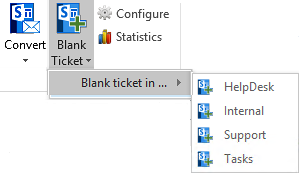 Convert
Blank
Ticket
Configure
Statistics
Blank ticket in ...
HelpDesk
Internal
Support
Tasks